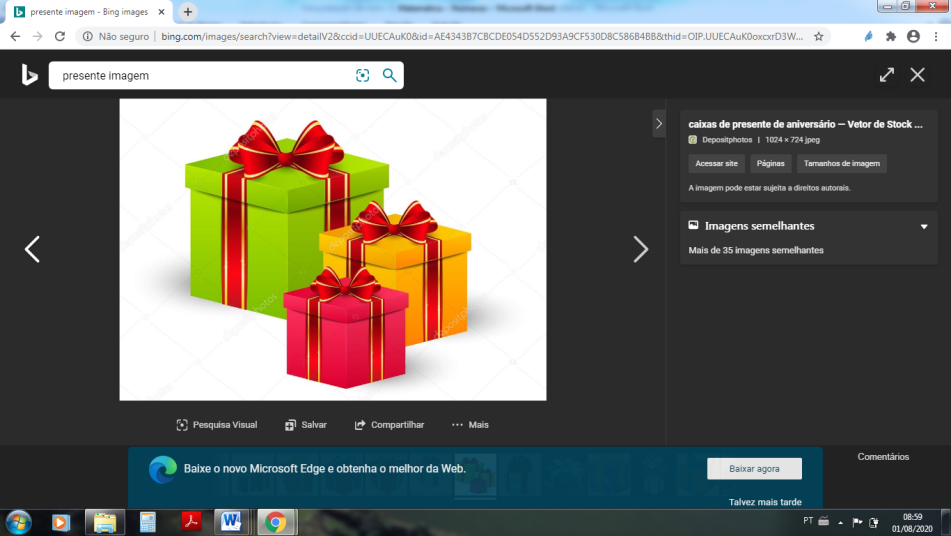 presente imagem - Bing images
Não seguro | bing.com/images/search?view=detailV2&ccid=UUECAuK0&id=AE4343B7CBCDE054D552D93A9CF530D8C586B4BB&thid=OIP.UUECAuK0oxcxrD3W...
presente imagem
caixas de presente de aniversário — Vetor de Stock ...
Depositphotos | 1024 × 724 jpeg
Acessar site
Páginas
Tamanhos de imagem
A imagem pode estar sujeita a direitos autorais.
Imagens semelhantes
Mais de 35 imagens semelhantes
depositphotos
depositphotos
depositphotos
Pesquisa Visual
Salvar
Compartilhar
Mais
Comentários
Baixe o novo Microsoft Edge e obtenha o melhor da Web.
Baixar agora
Talvez mais tarde
PT
08:59
01/08/2020